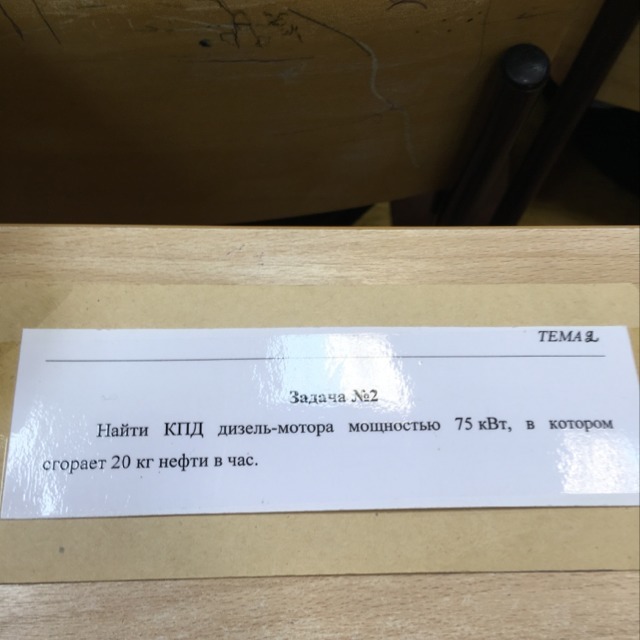 ТЕМА 2
Задача №2
Найти КПД дизель-мотора мощностью 75 кВт, в котором
сгорает 20 кг нефти в час.